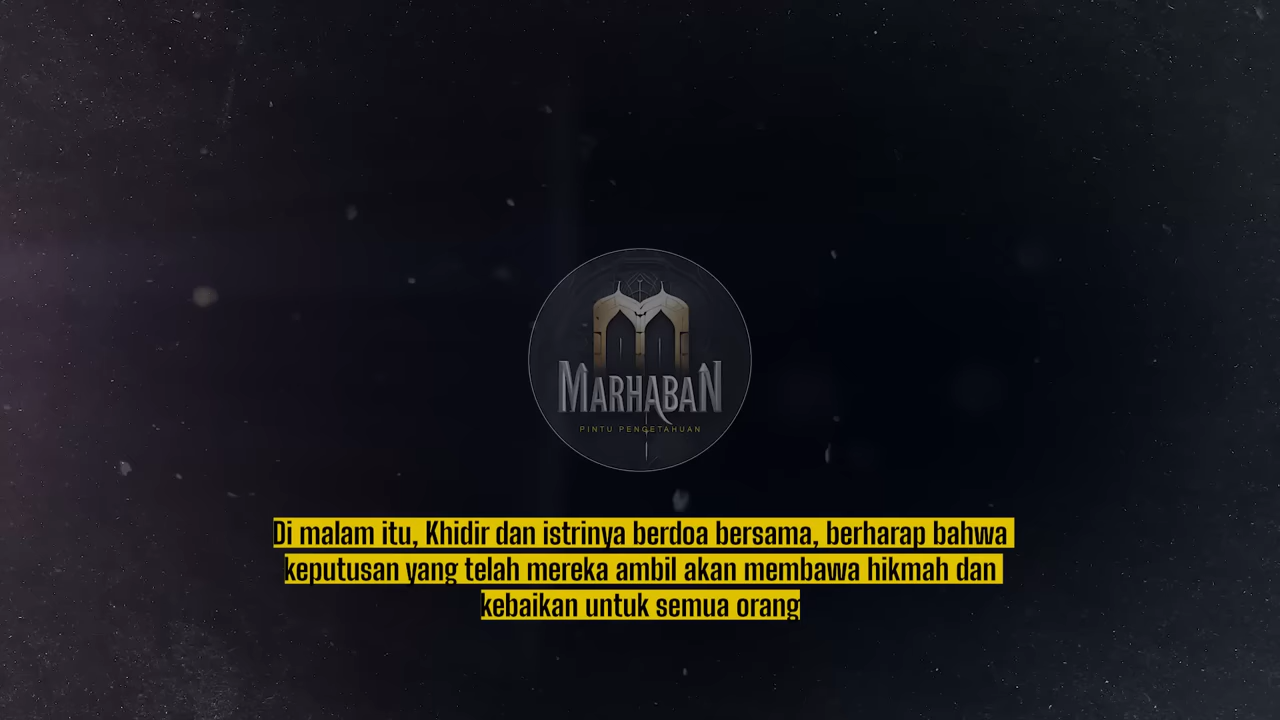 MARHABAN
PINTU PENGETAHUAN
Di malam itu, Khidir dan istrinya berdoa bersama, berharap bahwa
keputusan yang telah mereka ambil akan membawa hikmah dan
kebaikan untuk semua orang